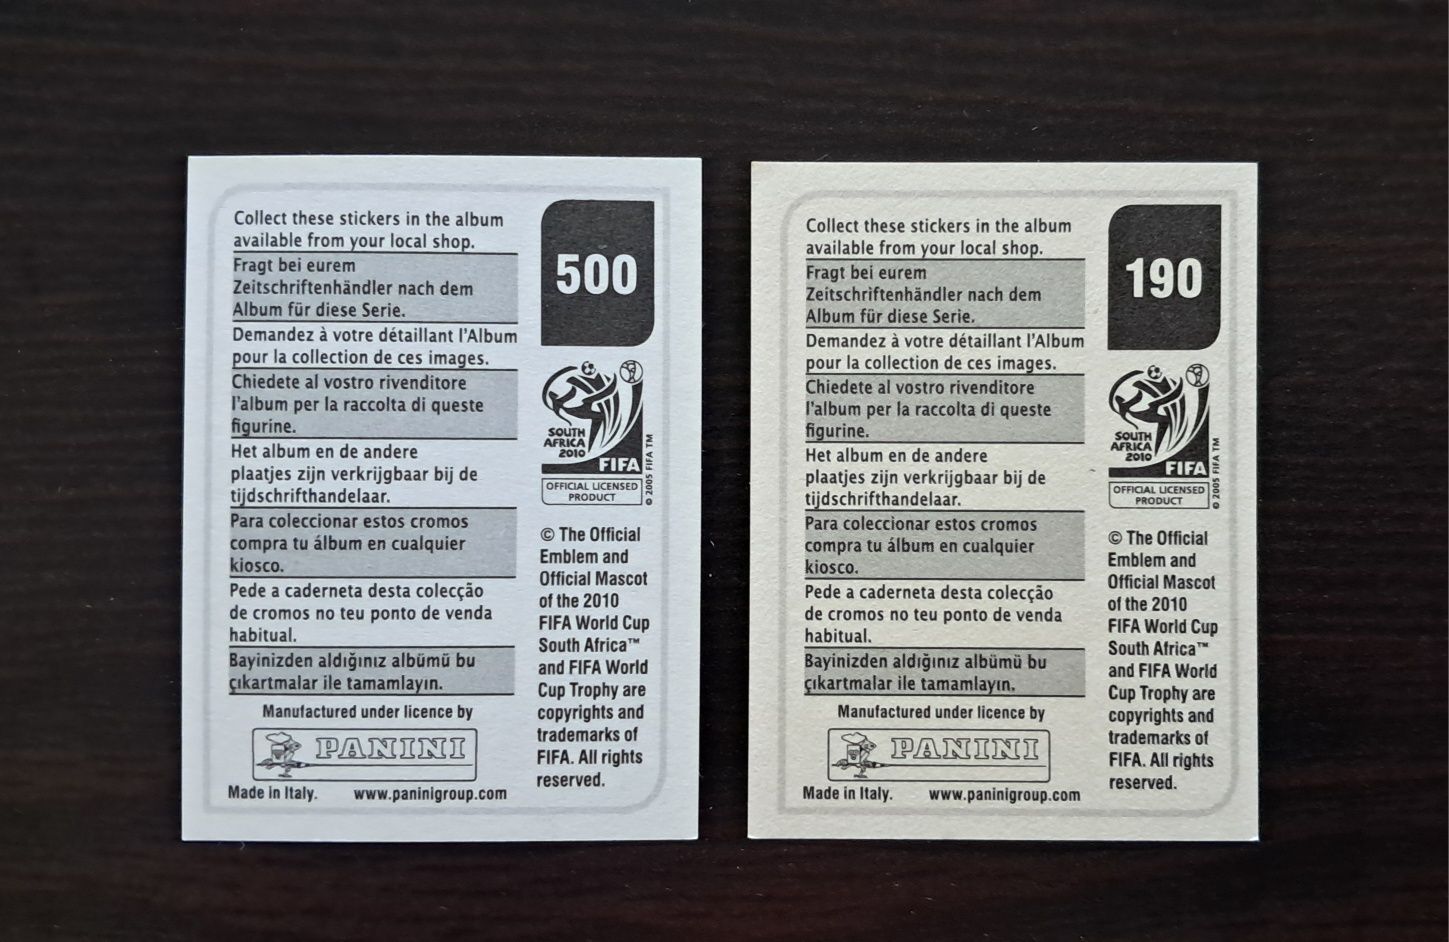 Collect these stickers in the album
available from your local shop.
Fragt bei eurem
Zeitschriftenhändler nach dem
Album für diese Serie.
Demandez à votre détaillant l'Album
pour la collection de ces images.
Chiedete al vostro rivenditore
l'album per la raccolta di queste
figurine.
Het album en de andere
plaatjes zijn verkrijgbaar bij de
tijdschrifthandelaar.
Para coleccionar estos cromos
compra tu álbum en cualquier
kiosco.
Pede a caderneta desta colecção
de cromos no teu ponto de venda
habitual.
Bayinizden aldığınız albümü bu
çıkartmalar ile tamamlayın.
Manufactured under licence by
PANINI
Made in Italy. www.paninigroup.com
500
SOUTH
AFRICA
2010
FIFA
OFFICIAL LICENSED
PRODUCT
© 2005 FIFA TM
© The Official
Emblem and
Official Mascot
of the 2010
FIFA World Cup
South Africa™
and FIFA World
Cup Trophy are
copyrights and
trademarks of
FIFA. All rights
reserved.
Collect these stickers in the album
available from your local shop.
Fragt bei eurem
Zeitschriftenhändler nach dem
Album für diese Serie.
Demandez à votre détaillant l'Album
pour la collection de ces images.
Chiedete al vostro rivenditore
l'album per la raccolta di queste
figurine.
Het album en de andere
plaatjes zijn verkrijgbaar bij de
tijdschrifthandelaar.
Para coleccionar estos cromos
compra tu álbum en cualquier
kiosco.
Pede a caderneta desta colecção
de cromos no teu ponto de venda
habitual.
Bayinizden aldığınız albümü bu
çıkartmalar ile tamamlayın.
Manufactured under licence by
PANINI
Made in Italy. www.paninigroup.com
190
SOUTH
AFRICA
2010
FIFA
OFFICIAL LICENSED
PRODUCT
© 2005 FIFA TM
© The Official
Emblem and
Official Mascot
of the 2010
FIFA World Cup
South Africa™
and FIFA World
Cup Trophy are
copyrights and
trademarks of
FIFA. All rights
reserved.